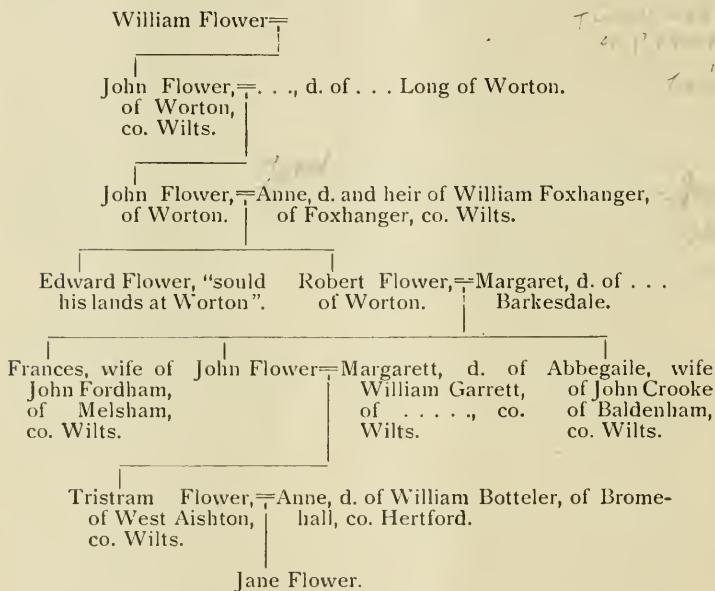 William Flower=
John Flower,=. . ., d. of . . . Long of Worton.
of Worton,
co. Wilts.
John Flower,=Anne, d. and heir of William Foxhanger,
of Worton. of Foxhanger, co. Wilts.
Edward Flower, "sould Robert Flower,=Margaret, d. of . . .
his lands at Worton". of Worton. Barkesdale.
Frances, wife of John Flower=Margarett, d. of Abbegaile, wife
John Fordham, William Garrett, of John Crooke
of Melsham, of . . . . ., co. of Baldenham,
co. Wilts. Wilts. co. Wilts.
Tristram Flower,=Anne, d. of William Botteler, of Brome-
of West Aishton, hall, co. Hertford.
co. Wilts.
Jane Flower.